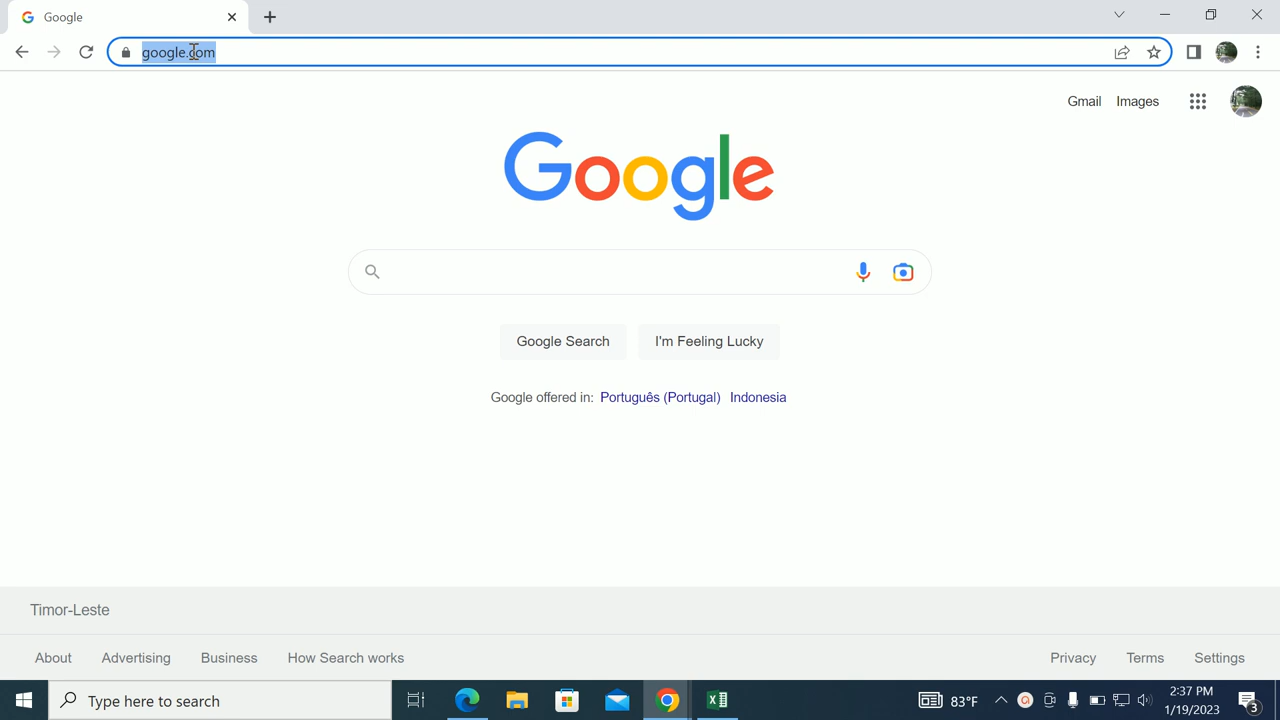 Google
google.com
Gmail Images
Google
Google Search I'm Feeling Lucky
Google offered in: Português (Portugal) Indonesia
Timor-Leste
About Advertising Business How Search works Privacy Terms Settings
Type here to search
83°F
2:37 PM
1/19/2023
3